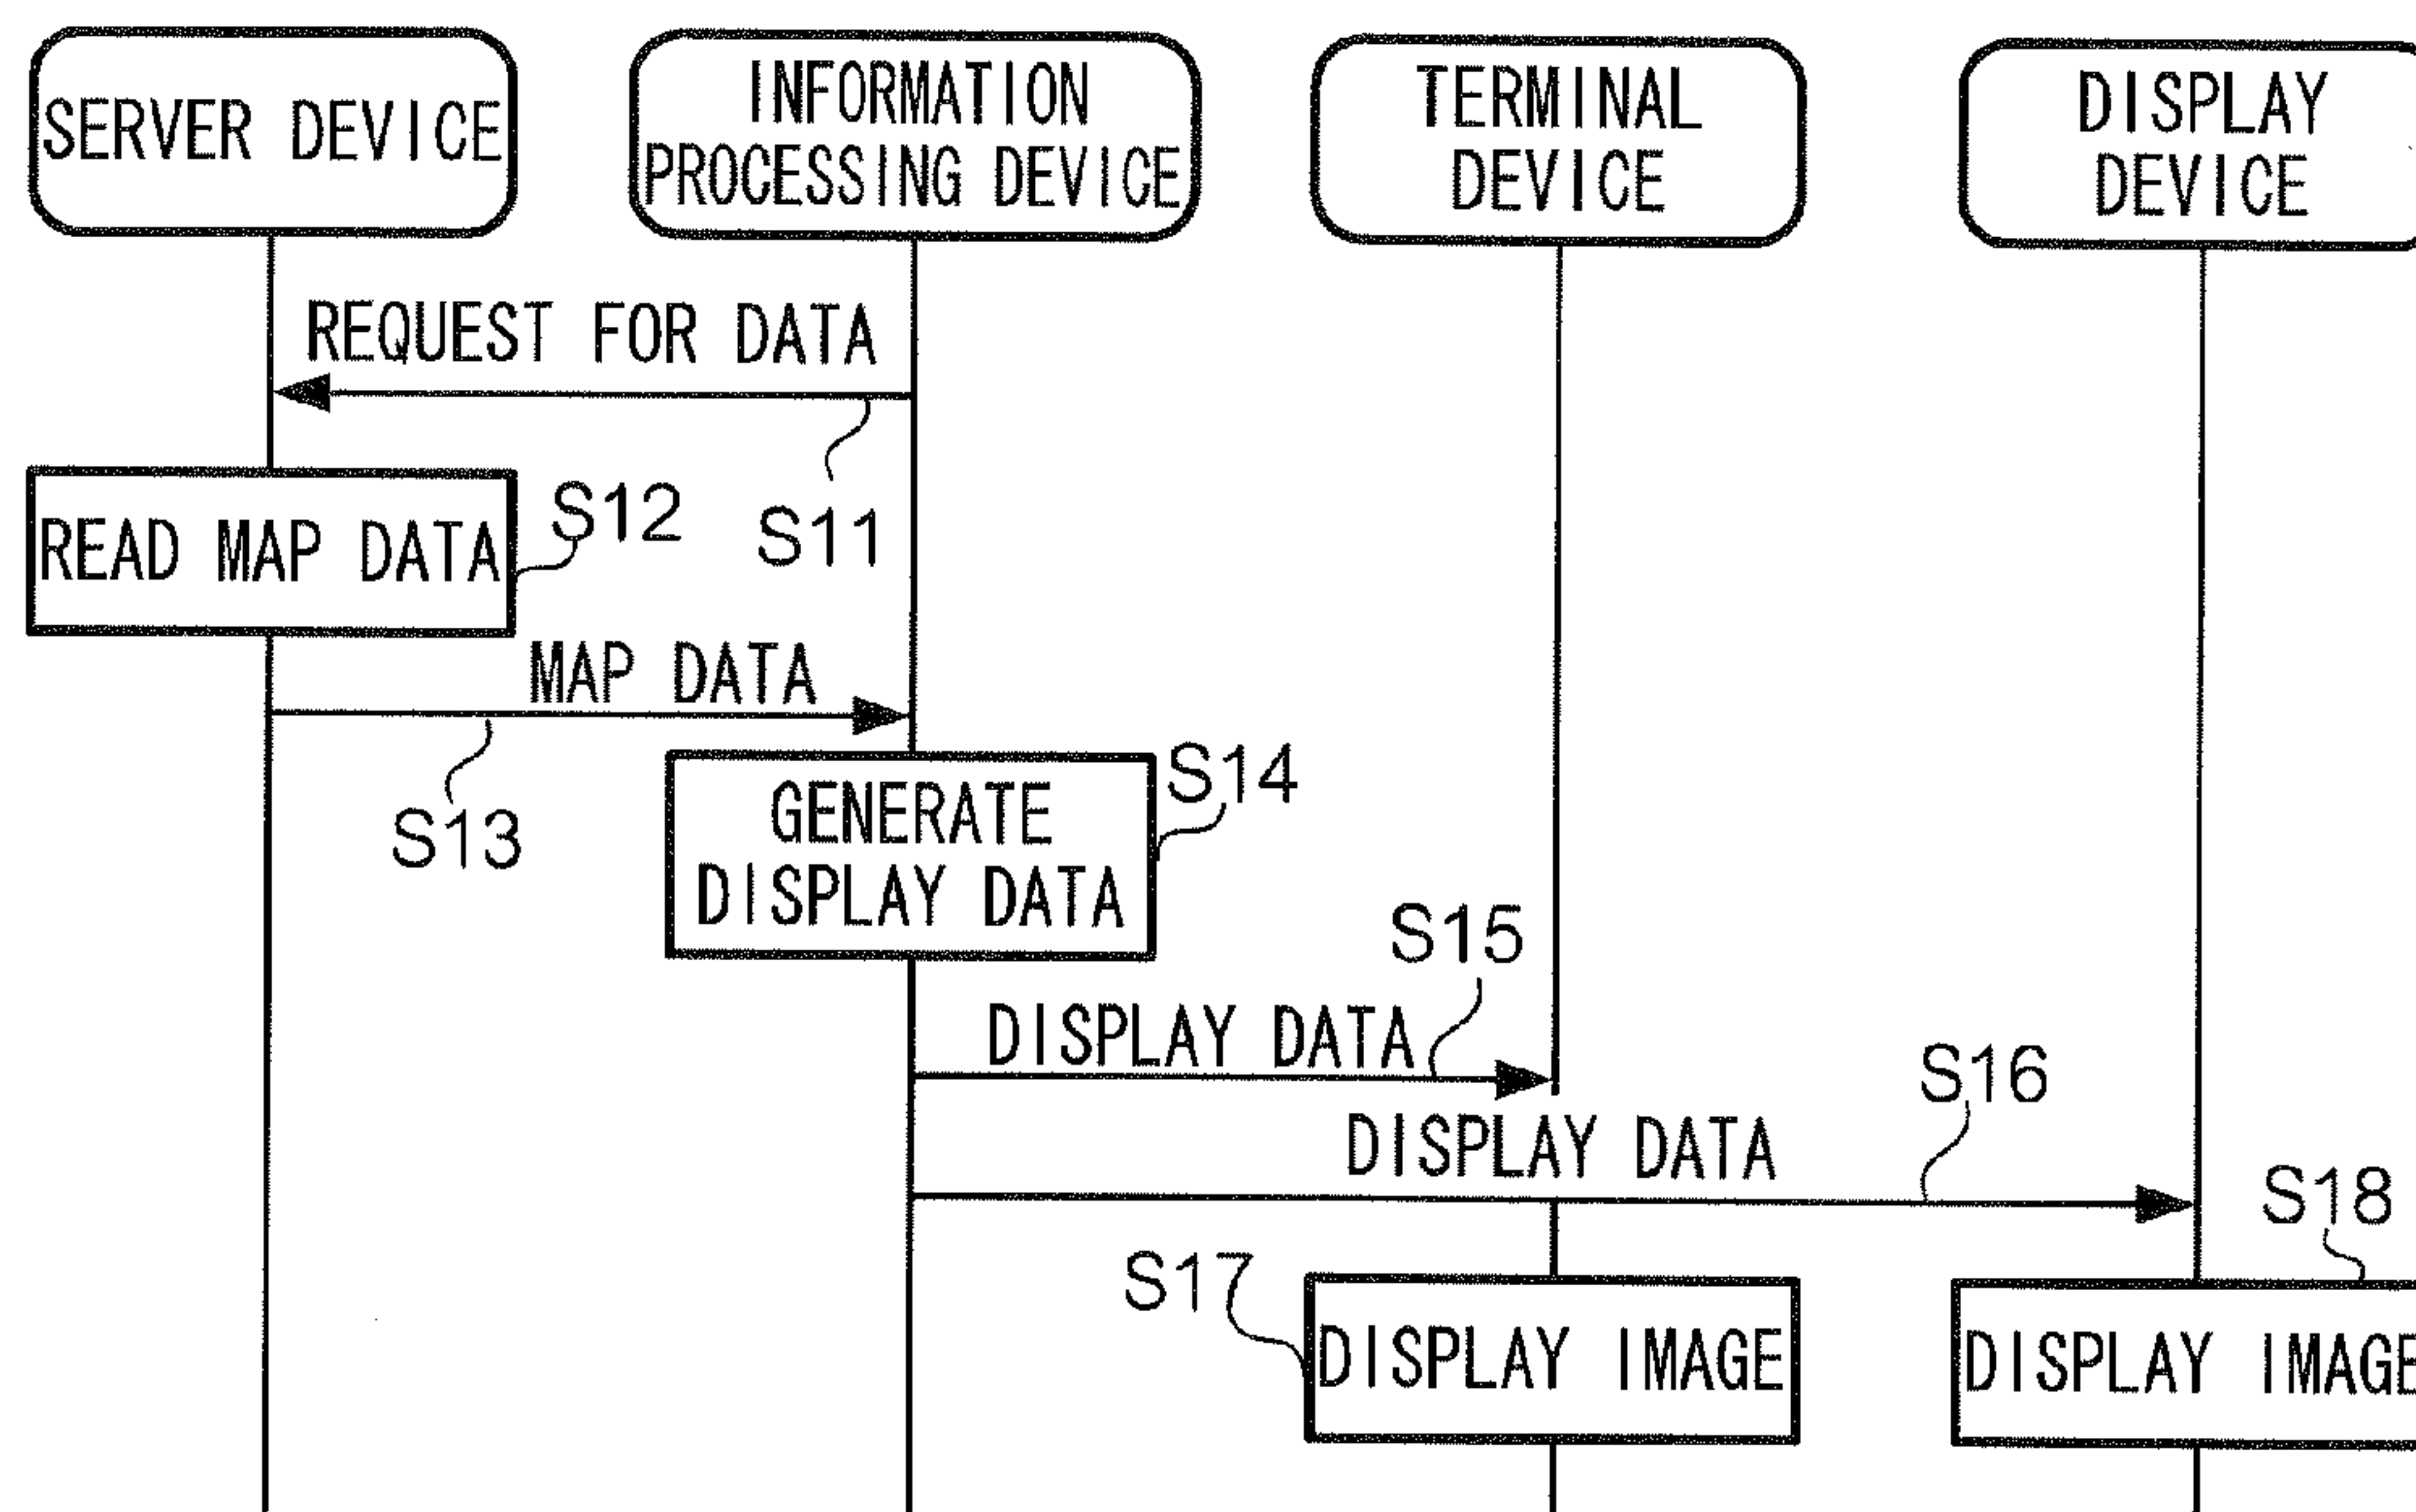 SERVER DEVICE
INFORMATION
PROCESSING DEVICE
TERMINAL
DEVICE
DISPLAY
DEVICE
REQUEST FOR DATA
S11
READ MAP DATA
S12
MAP DATA
S13
GENERATE
DISPLAY DATA
S14
DISPLAY DATA
S15
DISPLAY DATA
S16
S17
DISPLAY IMAGE
S18
DISPLAY IMAGE